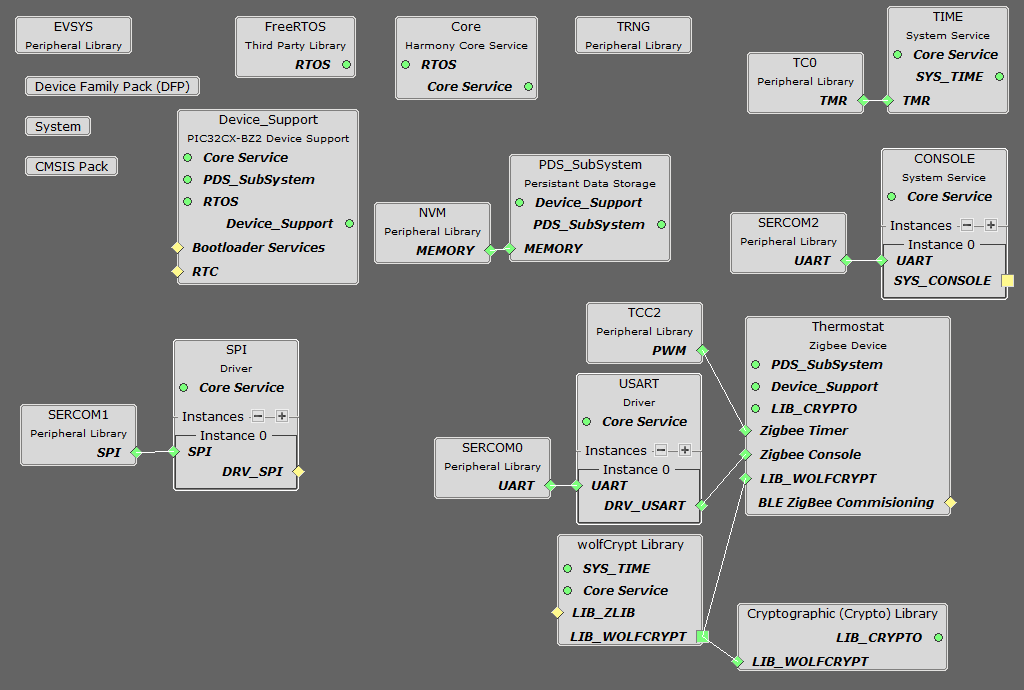 EVSYS
Peripheral Library
Device Family Pack (DFP)
System
CMSIS Pack
FreeRTOS
Third Party Library
RTOS
Core
Harmony Core Service
RTOS
Core Service
TRNG
Peripheral Library
TC0
Peripheral Library
TMR
TIME
System Service
Core Service
SYS_TIME
TMR
Device_Support
PIC32CX-BZ2 Device Support
Core Service
PDS_SubSystem
RTOS
Device_Support
Bootloader Services
RTC
NVM
Peripheral Library
MEMORY
PDS_SubSystem
Persistant Data Storage
Device_Support
PDS_SubSystem
MEMORY
SERCOM2
Peripheral Library
UART
CONSOLE
System Service
Core Service
Instances
Instance 0
UART
SYS_CONSOLE
SERCOM1
Peripheral Library
SPI
SPI
Driver
Core Service
Instances
Instance 0
SPI
DRV_SPI
TCC2
Peripheral Library
PWM
SERCOM0
Peripheral Library
UART
USART
Driver
Core Service
Instances
Instance 0
UART
DRV_USART
Thermostat
Zigbee Device
PDS_SubSystem
Device_Support
LIB_CRYPTO
Zigbee Timer
Zigbee Console
LIB_WOLFCRYPT
BLE ZigBee Commisioning
wolfCrypt Library
SYS_TIME
Core Service
LIB_ZLIB
LIB_WOLFCRYPT
Cryptographic (Crypto) Library
LIB_CRYPTO
LIB_WOLFCRYPT